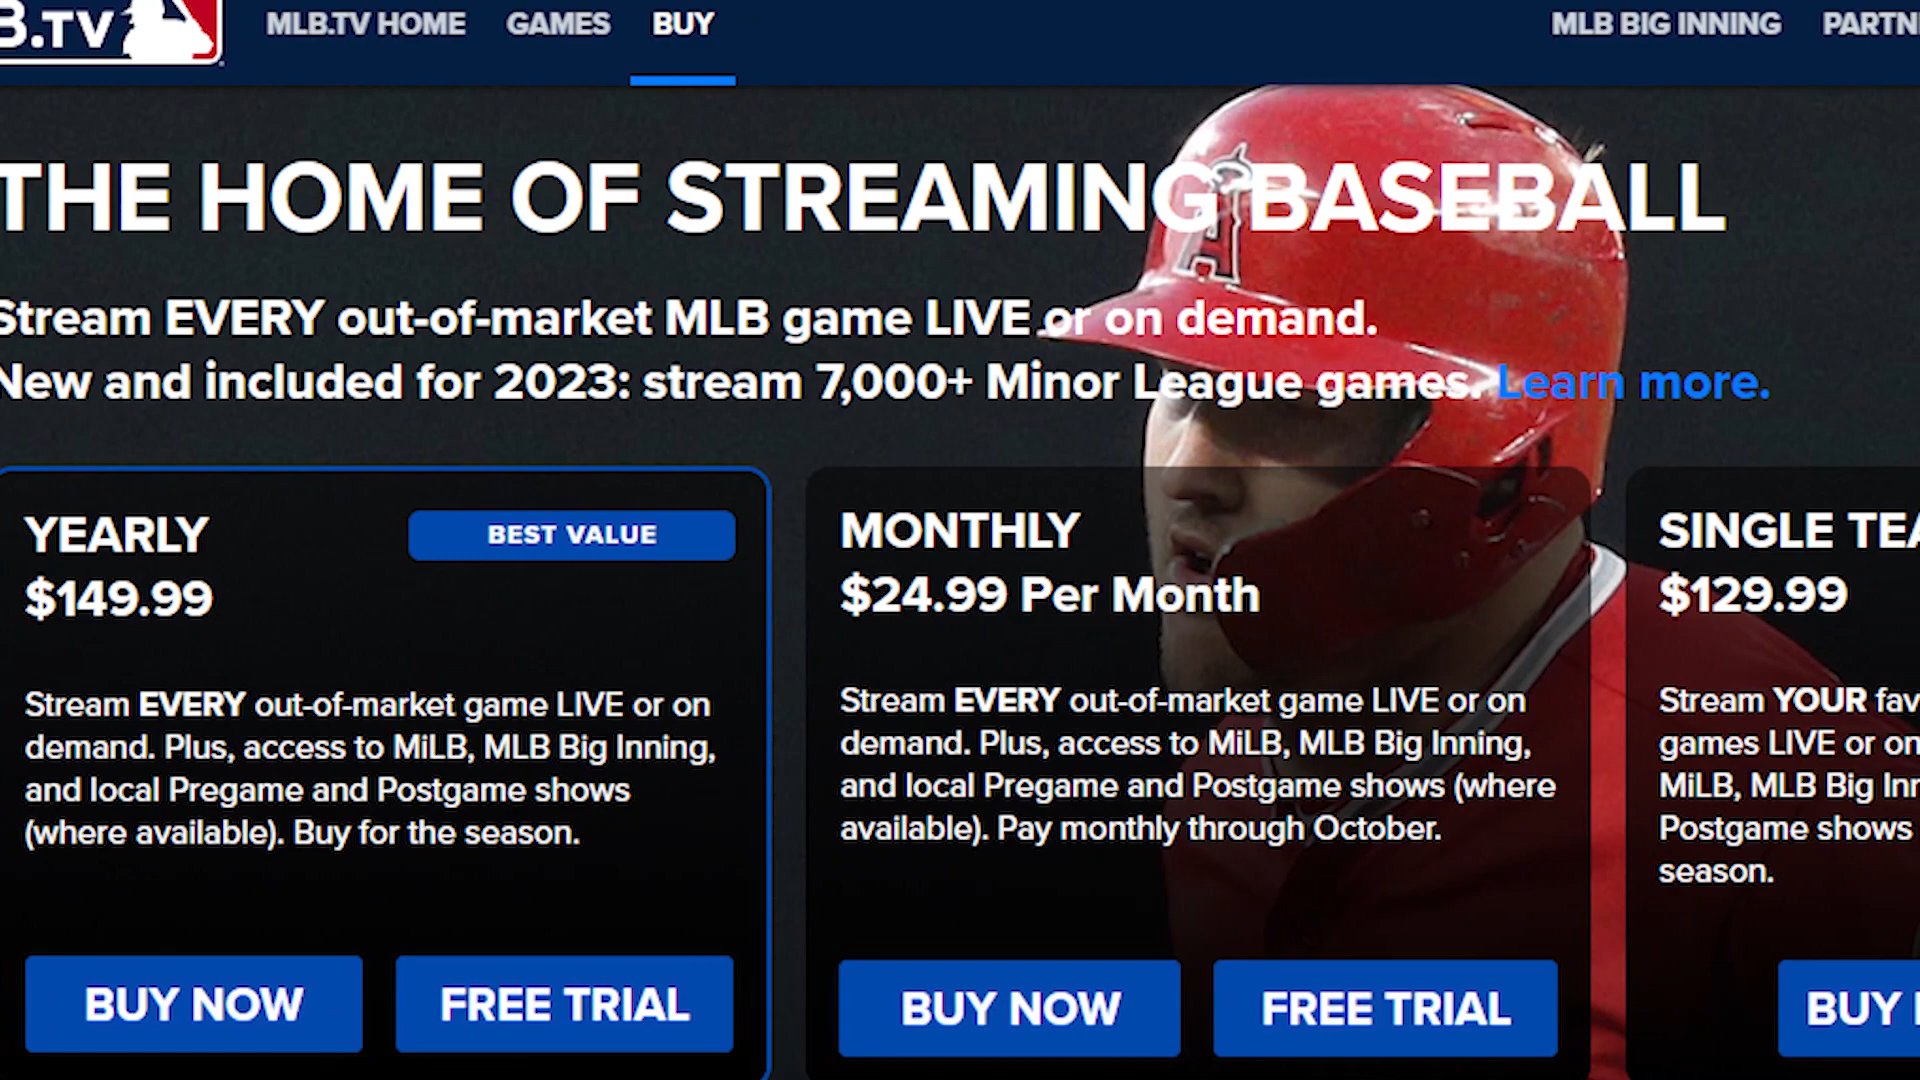 B.TV MLB.TV HOME GAMES BUY MLB BIG INNING
THE HOME OF STREAMING BASEBALL
Stream EVERY out-of-market MLB game LIVE or on demand.
New and included for 2023: stream 7,000+ Minor League games. Learn more.
YEARLY
BEST VALUE
$149.99
Stream EVERY out-of-market game LIVE or on
demand. Plus, access to MiLB, MLB Big Inning,
and local Pregame and Postgame shows
(where available). Buy for the season.
BUY NOW FREE TRIAL
MONTHLY
$24.99 Per Month
Stream EVERY out-of-market game LIVE or on
demand. Plus, access to MiLB, MLB Big Inning,
and local Pregame and Postgame shows (where
available). Pay monthly through October.
BUY NOW FREE TRIAL
SINGLE
$129.99
Stream YOUR
games LIVE or on
MiLB, MLB Big
Postgame shows
season.
BUY
A